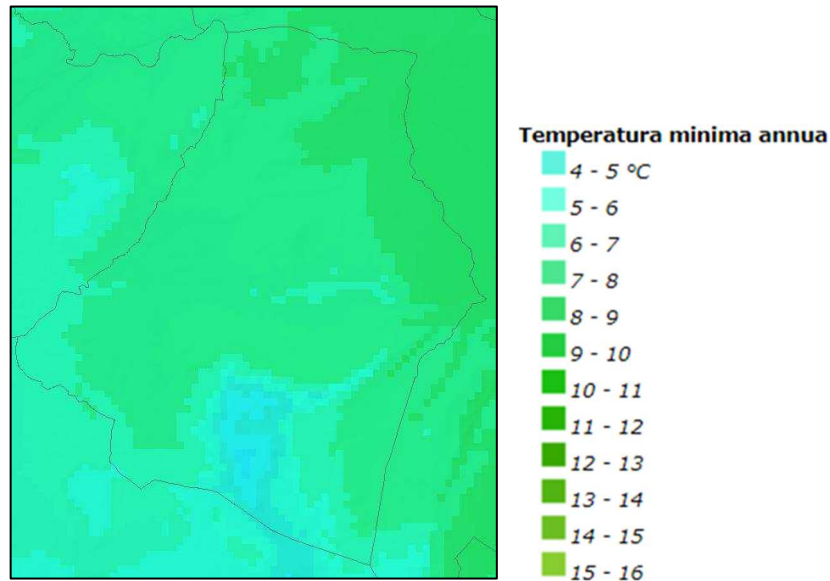 Temperatura minima annua
4 - 5 °C
5 - 6
6 - 7
7 - 8
8 - 9
9 - 10
10 - 11
11 - 12
12 - 13
13 - 14
14 - 15
15 - 16